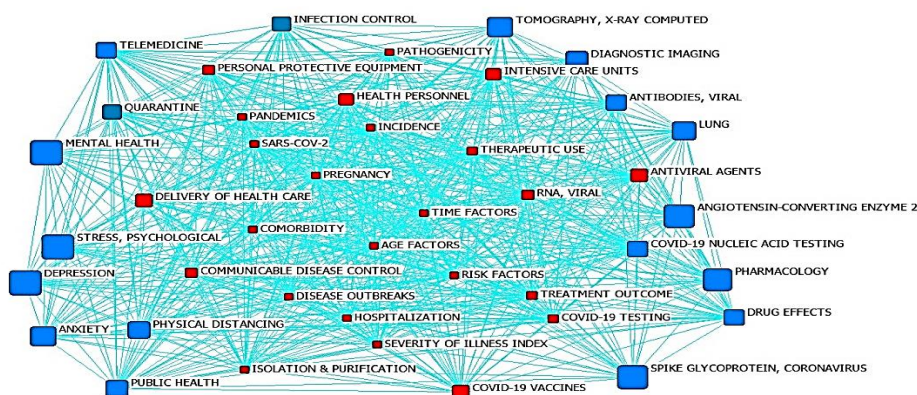 INFECTION CONTROL
TOMOGRAPHY, X-RAY COMPUTED
TELEMEDICINE
PATHOGENICITY
DIAGNOSTIC IMAGING
PERSONAL PROTECTIVE EQUIPMENT
INTENSIVE CARE UNITS
HEALTH PERSONNEL
ANTIBODIES, VIRAL
QUARANTINE
PANDEMICS
INCIDENCE
LUNG
MENTAL HEALTH
SARS-COV-2
THERAPEUTIC USE
PREGNANCY
ANTIVIRAL AGENTS
DELIVERY OF HEALTH CARE
RNA, VIRAL
TIME FACTORS
ANGIOTENSIN-CONVERTING ENZYME 2
COMORBIDITY
STRESS, PSYCHOLOGICAL
AGE FACTORS
COVID-19 NUCLEIC ACID TESTING
DEPRESSION
COMMUNICABLE DISEASE CONTROL
RISK FACTORS
PHARMACOLOGY
DISEASE OUTBREAKS
TREATMENT OUTCOME
ANXIETY
PHYSICAL DISTANCING
HOSPITALIZATION
COVID-19 TESTING
DRUG EFFECTS
SEVERITY OF ILLNESS INDEX
ISOLATION & PURIFICATION
SPIKE GLYCOPROTEIN, CORONAVIRUS
PUBLIC HEALTH
COVID-19 VACCINES